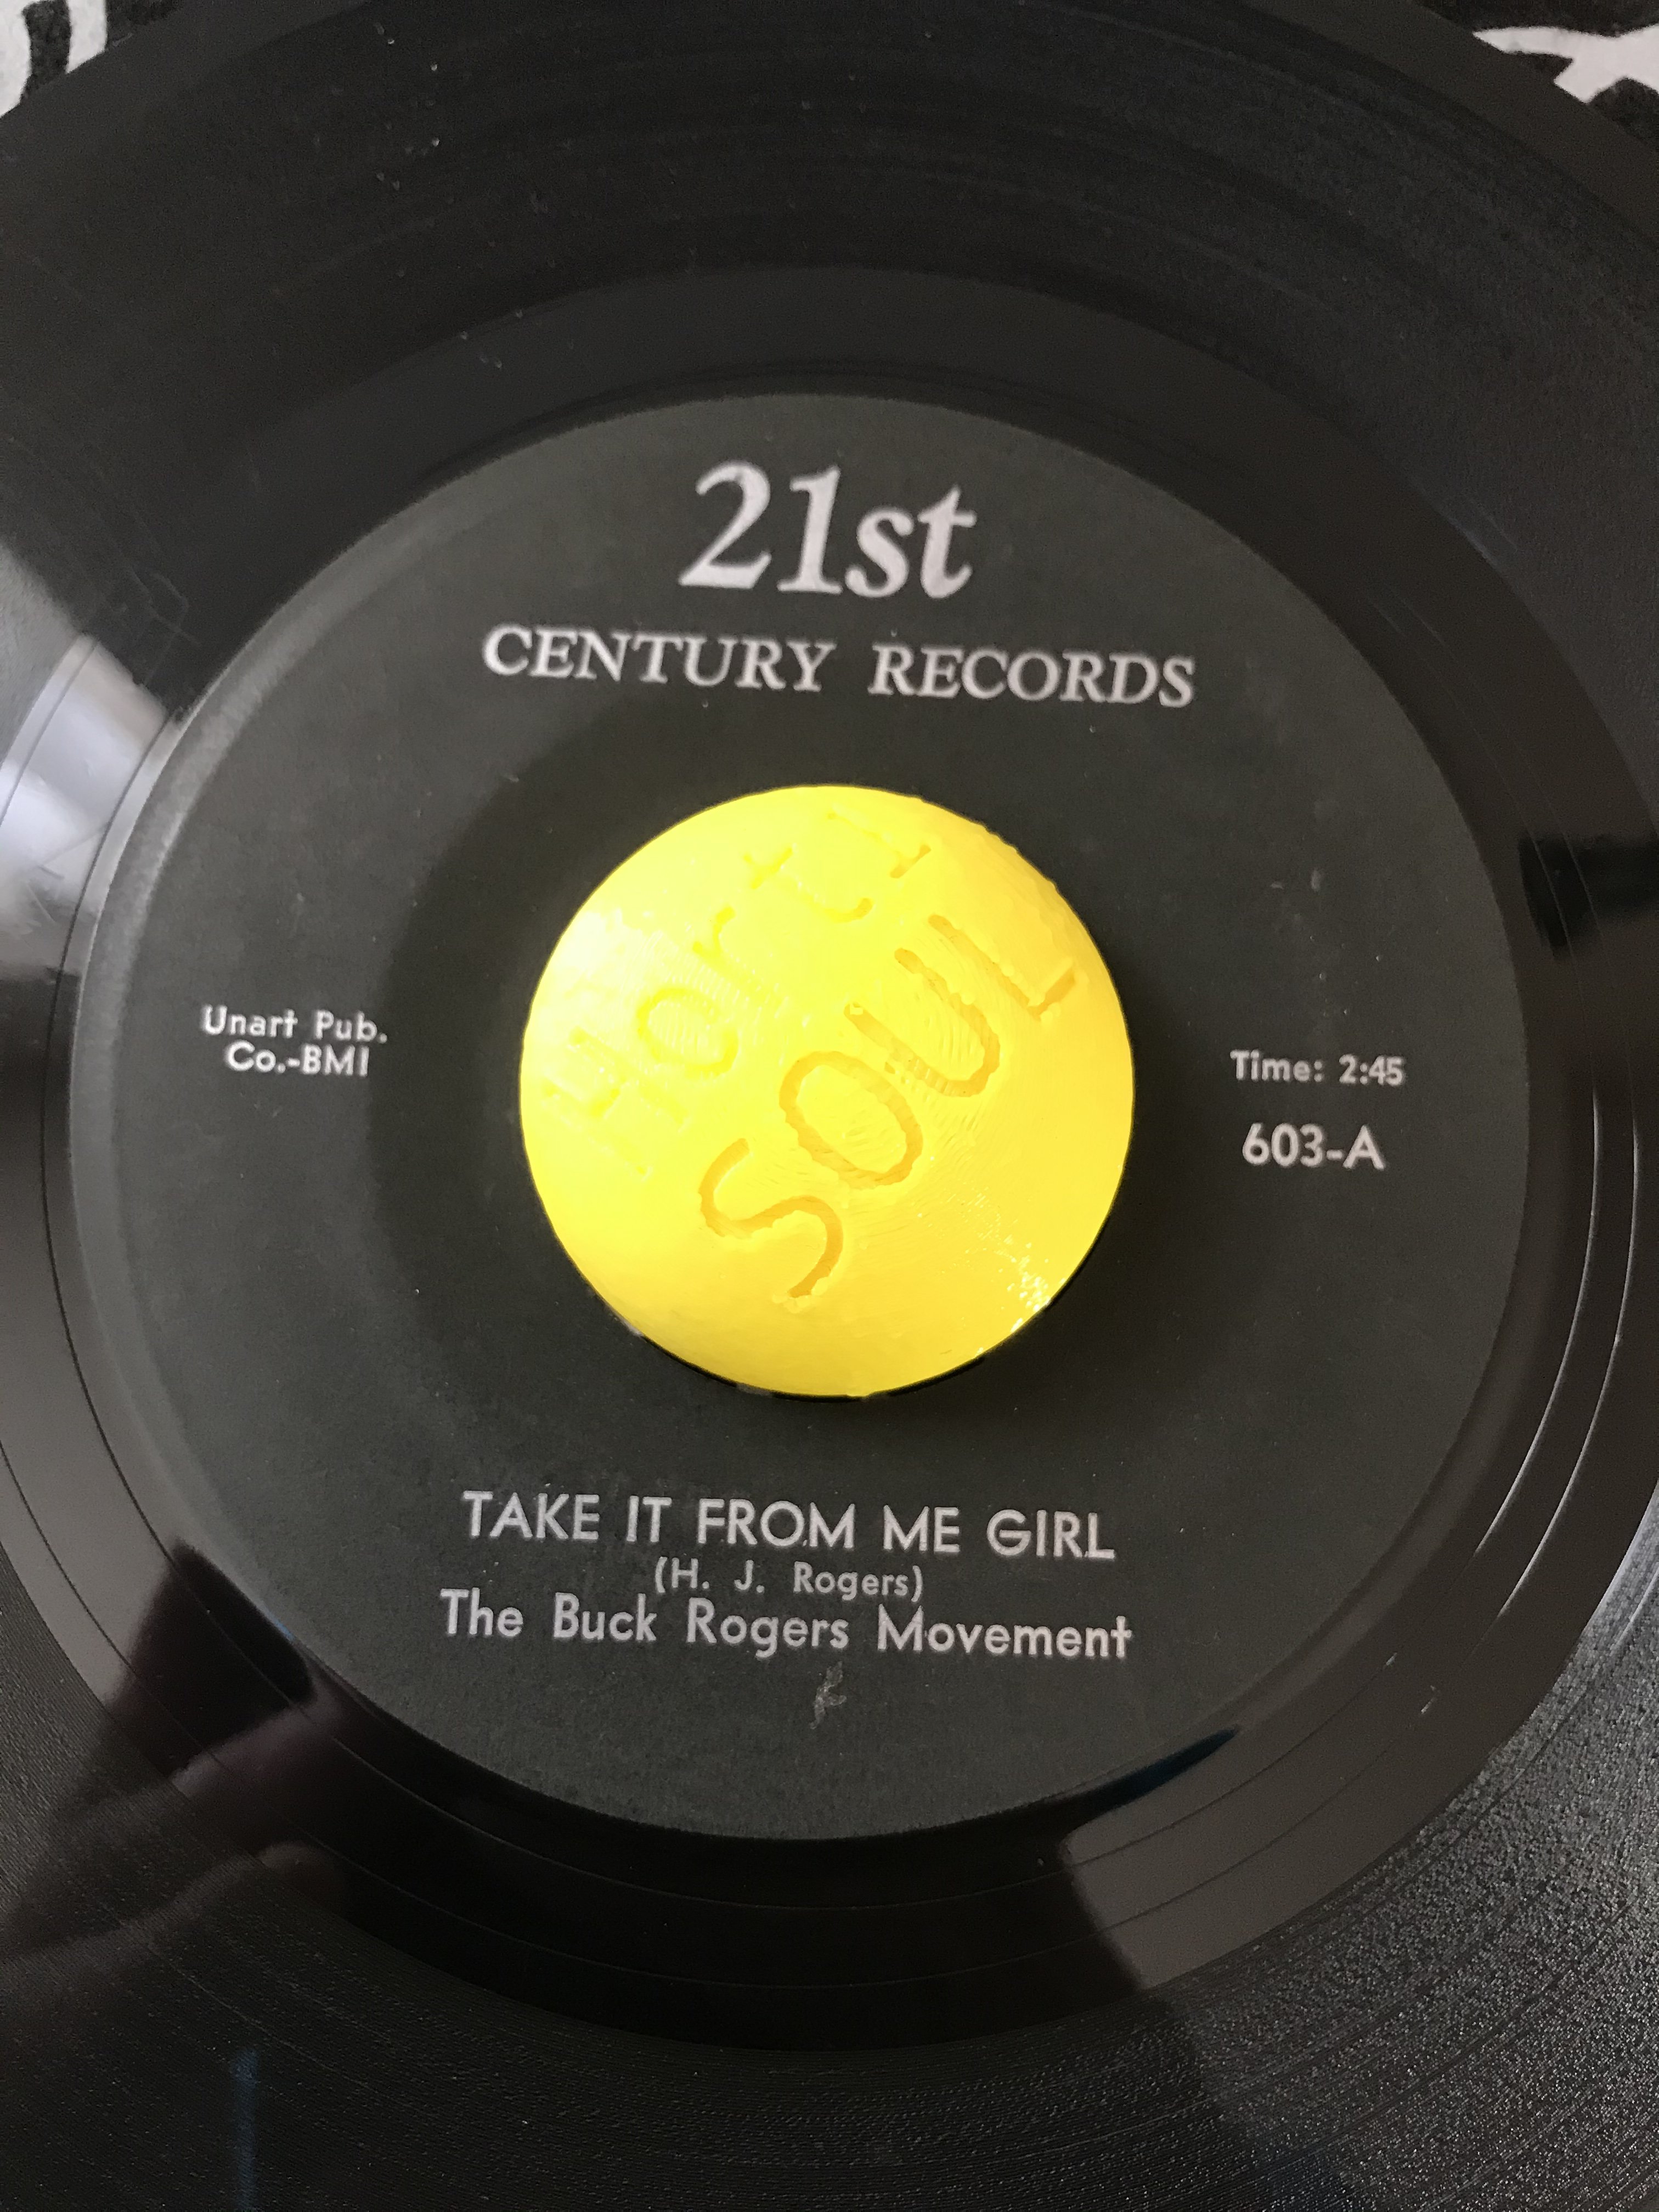 21st
CENTURY RECORDS
Unart Pub.
Co.-BMI
Time: 2:45
603-A
SOUL
TAKE IT FROM ME GIRL
(H. J. Rogers)
The Buck Rogers Movement